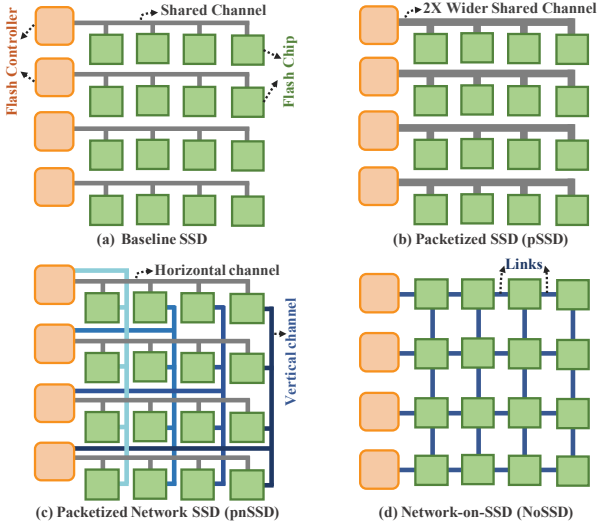 Shared Channel
Flash Controller
Flash Chip
(a) Baseline SSD
2X Wider Shared Channel
(b) Packetized SSD (pSSD)
Horizontal channel
Vertical channel
(c) Packetized Network SSD (pnSSD)
Links
(d) Network-on-SSD (NoSSD)